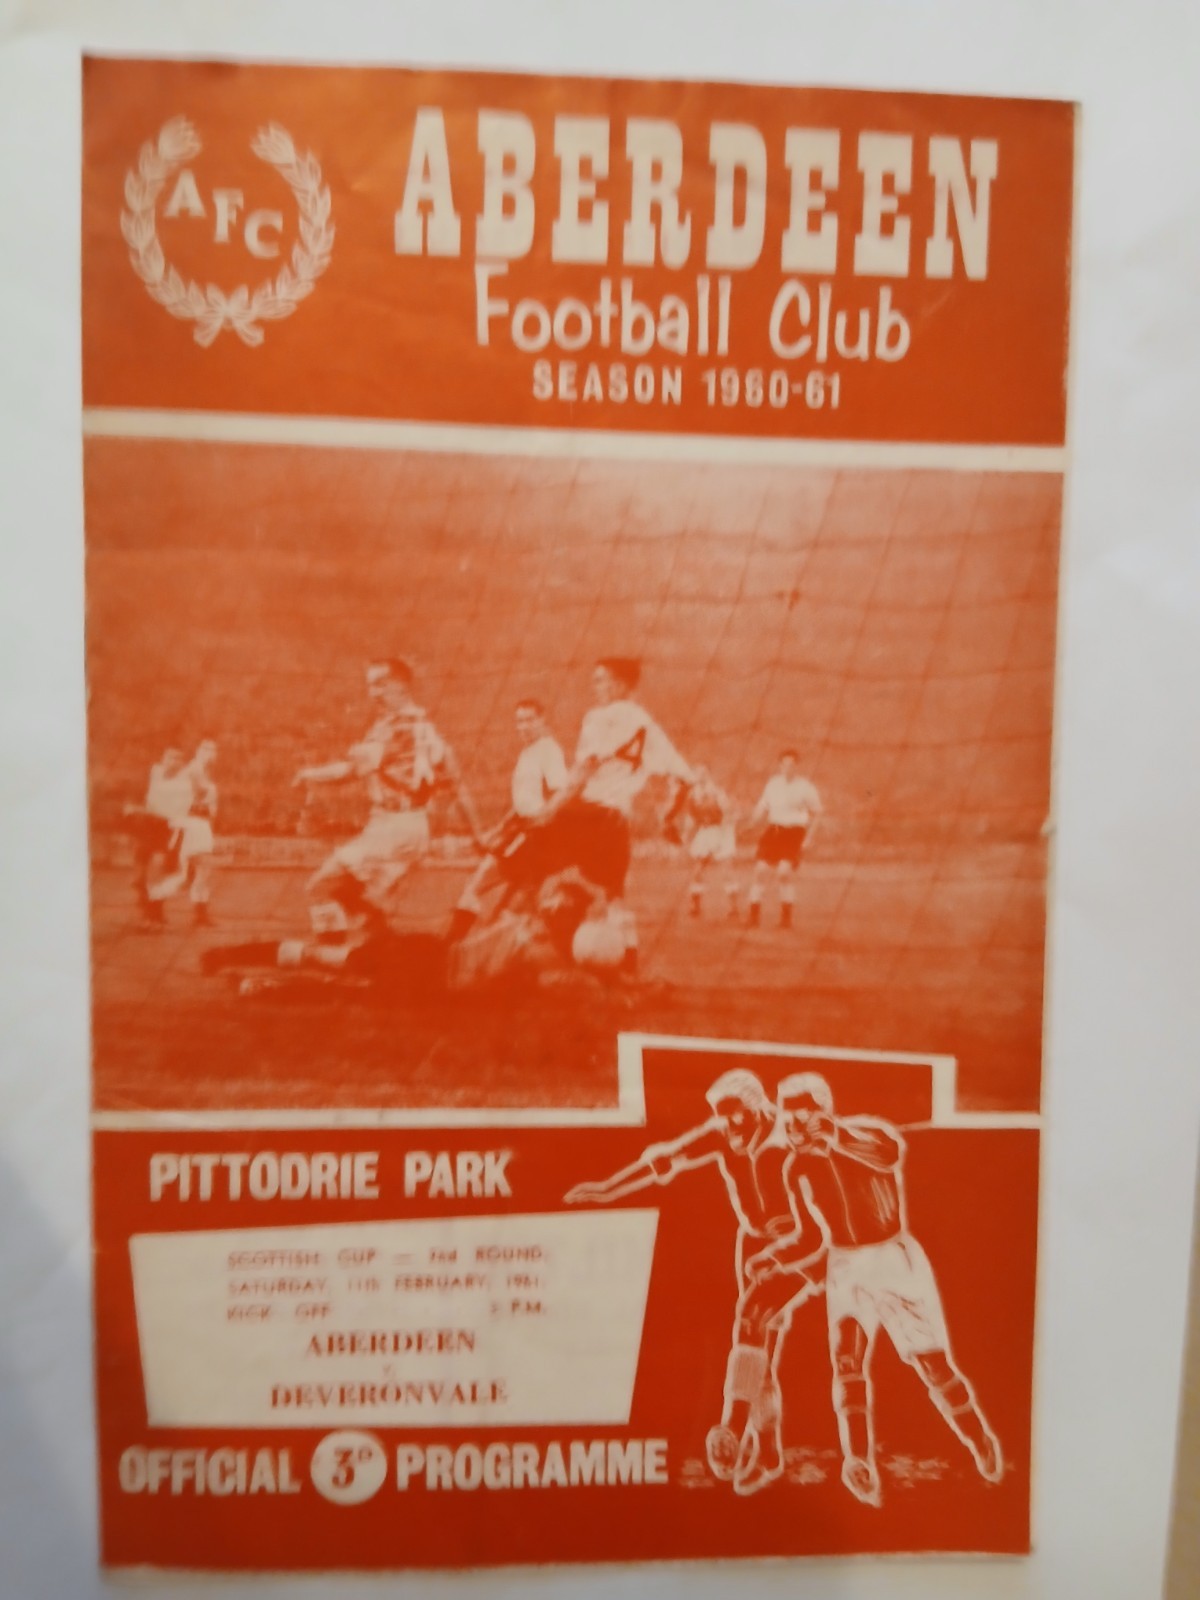 AFC
ABERDEEN
Football Club
SEASON 1960-61
4
PITTODRIE PARK
SCOTTISH CUP — 2nd ROUND.
SATURDAY, 11th FEBRUARY, 1961.
KICK OFF P.M.
ABERDEEN
v.
DEVERONVALE
OFFICIAL 3D PROGRAMME